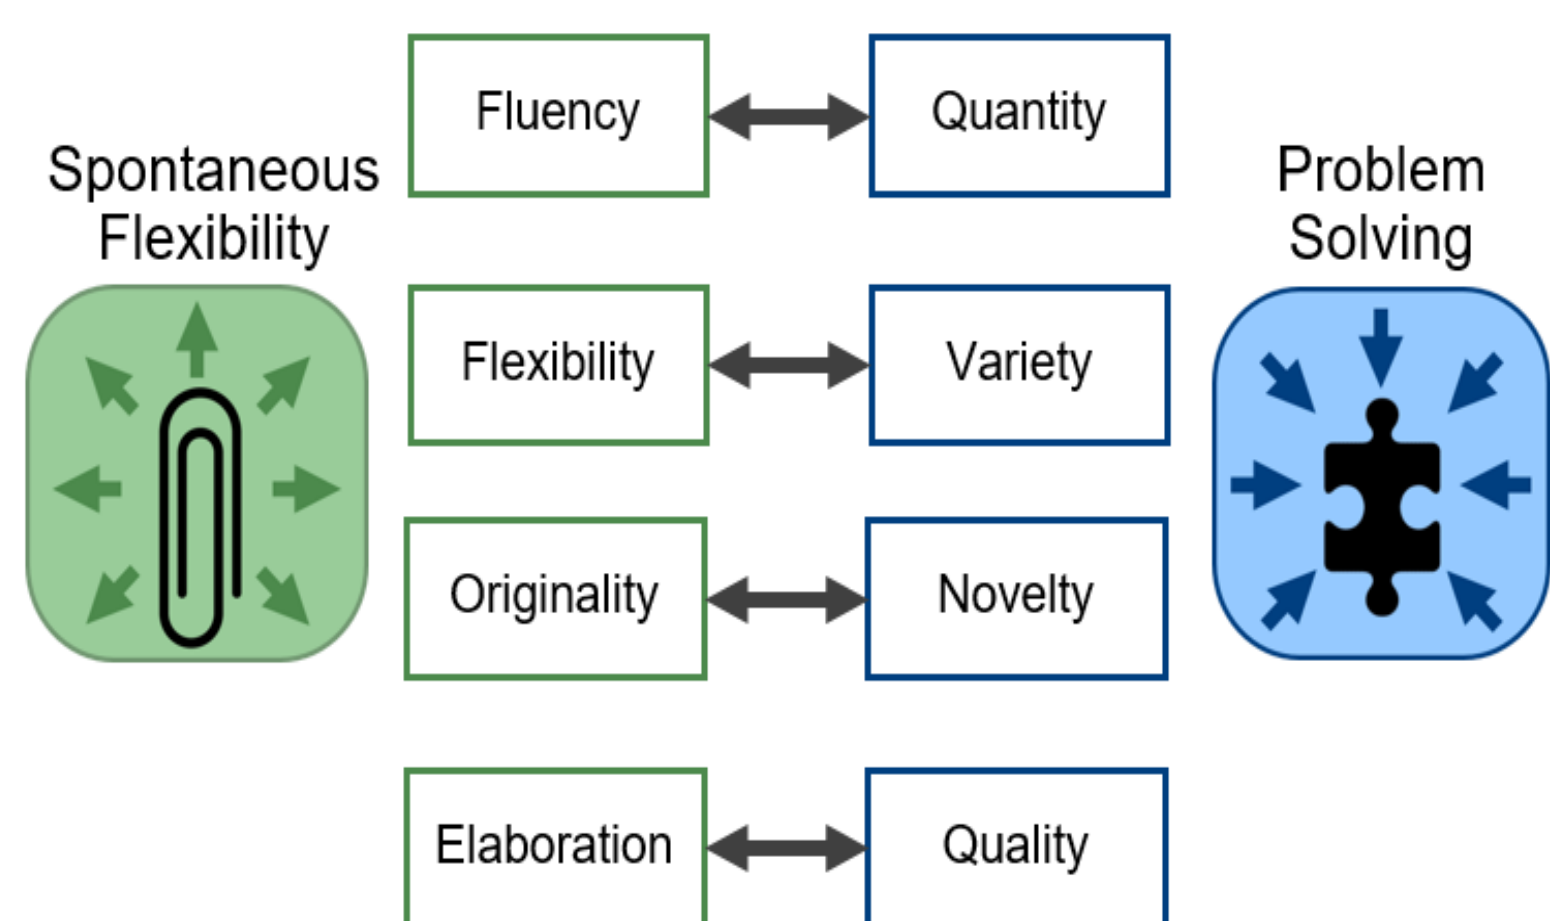 Fluency
Quantity
Spontaneous
Flexibility
Problem
Solving
Flexibility
Variety
Originality
Novelty
Elaboration
Quality